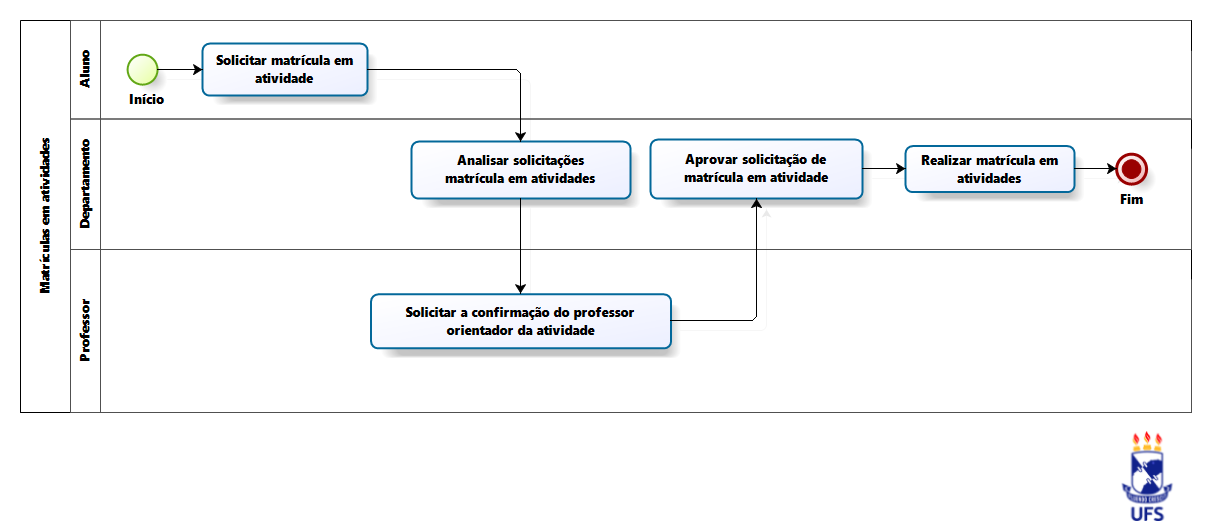 Matrículas em atividades
Aluno
Início
Solicitar matrícula em
atividade
Departamento
Analisar solicitações
matrícula em atividades
Aprovar solicitação de
matrícula em atividade
Realizar matrícula em
atividades
Fim
Professor
Solicitar a confirmação do professor
orientador da atividade
UFS